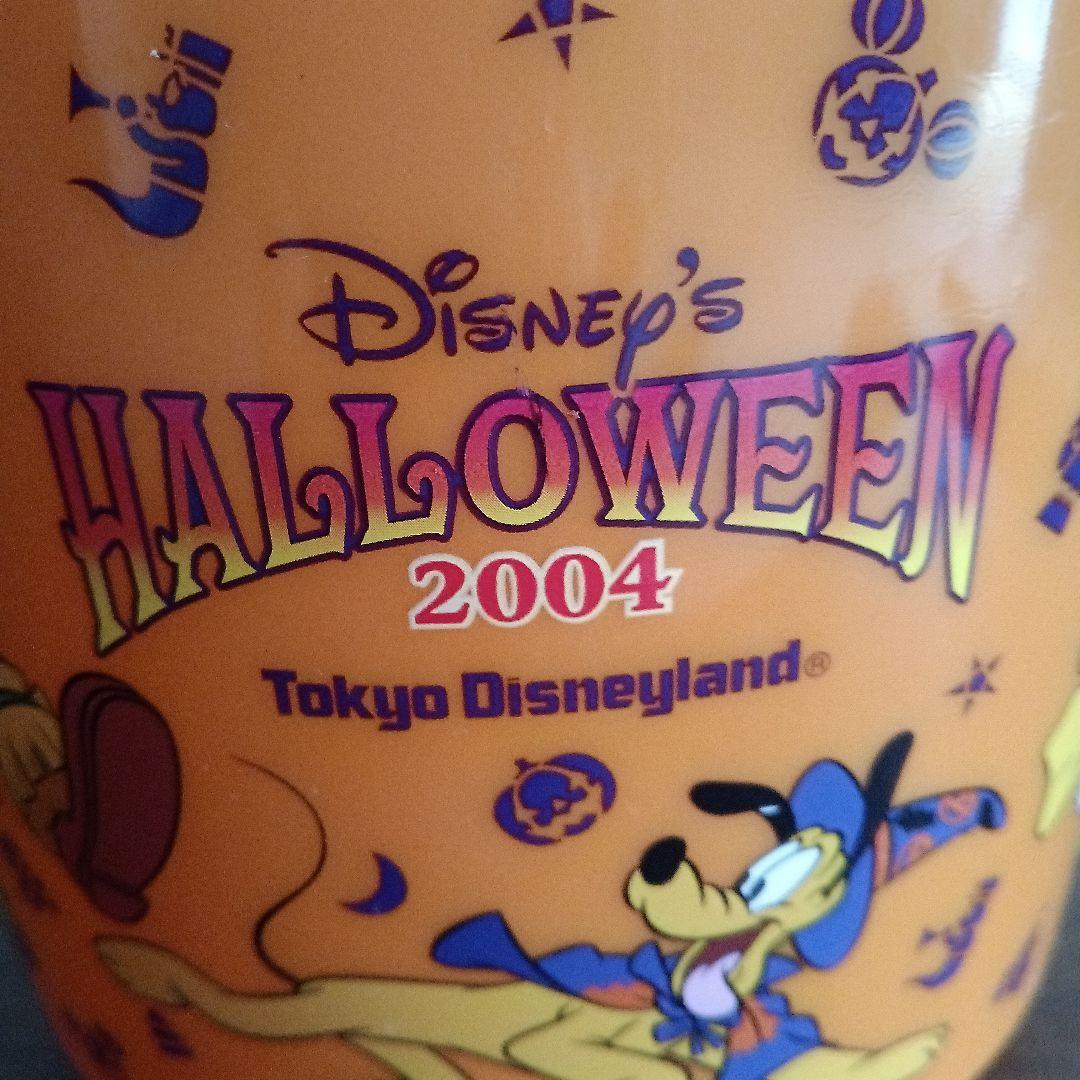 Disney's
HALLOWEEN
2004
Tokyo Disneyland®